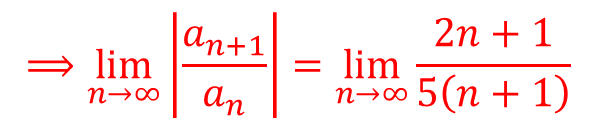 ⟹ lim_{n→∞} |a_{n+1}/a_n| = lim_{n→∞} (2n + 1)/(5(n + 1))